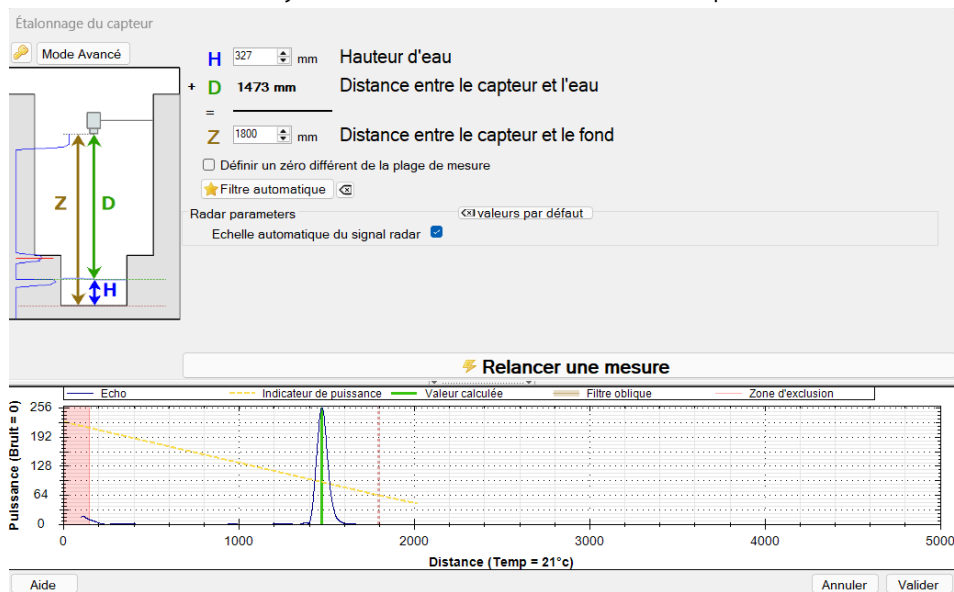 Étalonnage du capteur
Mode Avancé
H 327 mm Hauteur d'eau
+ D 1473 mm Distance entre le capteur et l'eau
=
Z 1800 mm Distance entre le capteur et le fond
Définir un zéro différent de la plage de mesure
Filtre automatique
Radar parameters valeurs par défaut
Echelle automatique du signal radar
Z D
H
Relancer une mesure
Echo Indicateur de puissance Valeur calculée Filtre oblique Zone d'exclusion
Puissance (Bruit = 0)
256
192
128
64
0
0 1000 2000 3000 4000 5000
Distance (Temp = 21°c)
Aide Annuler Valider